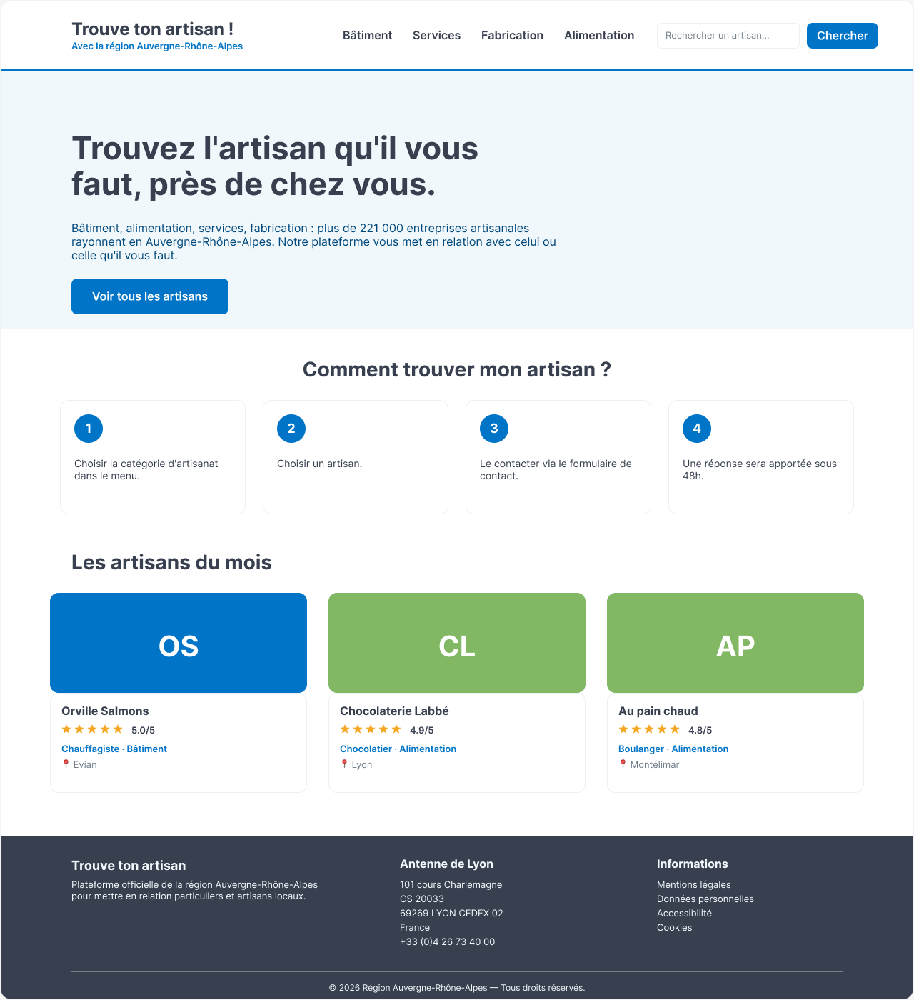 Trouve ton artisan !
Avec la région Auvergne-Rhône-Alpes
Bâtiment
Services
Fabrication
Alimentation
Rechercher un artisan...
Chercher
Trouvez l'artisan qu'il vous
faut, près de chez vous.
Bâtiment, alimentation, services, fabrication : plus de 221 000 entreprises artisanales
rayonnent en Auvergne-Rhône-Alpes. Notre plateforme vous met en relation avec celui ou
celle qu'il vous faut.
Voir tous les artisans
Comment trouver mon artisan ?
1
Choisir la catégorie d'artisanat
dans le menu.
2
Choisir un artisan.
3
Le contacter via le formulaire de
contact.
4
Une réponse sera apportée sous
48h.
Les artisans du mois
OS
Orville Salmons
★ ★ ★ ★ ★ 5.0/5
Chauffagiste · Bâtiment
📍 Evian
CL
Chocolaterie Labbé
★ ★ ★ ★ ★ 4.9/5
Chocolatier · Alimentation
📍 Lyon
AP
Au pain chaud
★ ★ ★ ★ ★ 4.8/5
Boulanger · Alimentation
📍 Montélimar
Trouve ton artisan
Plateforme officielle de la région Auvergne-Rhône-Alpes
pour mettre en relation particuliers et artisans locaux.
Antenne de Lyon
101 cours Charlemagne
CS 20033
69269 LYON CEDEX 02
France
+33 (0)4 26 73 40 00
Informations
Mentions légales
Données personnelles
Accessibilité
Cookies
© 2026 Région Auvergne-Rhône-Alpes — Tous droits réservés.